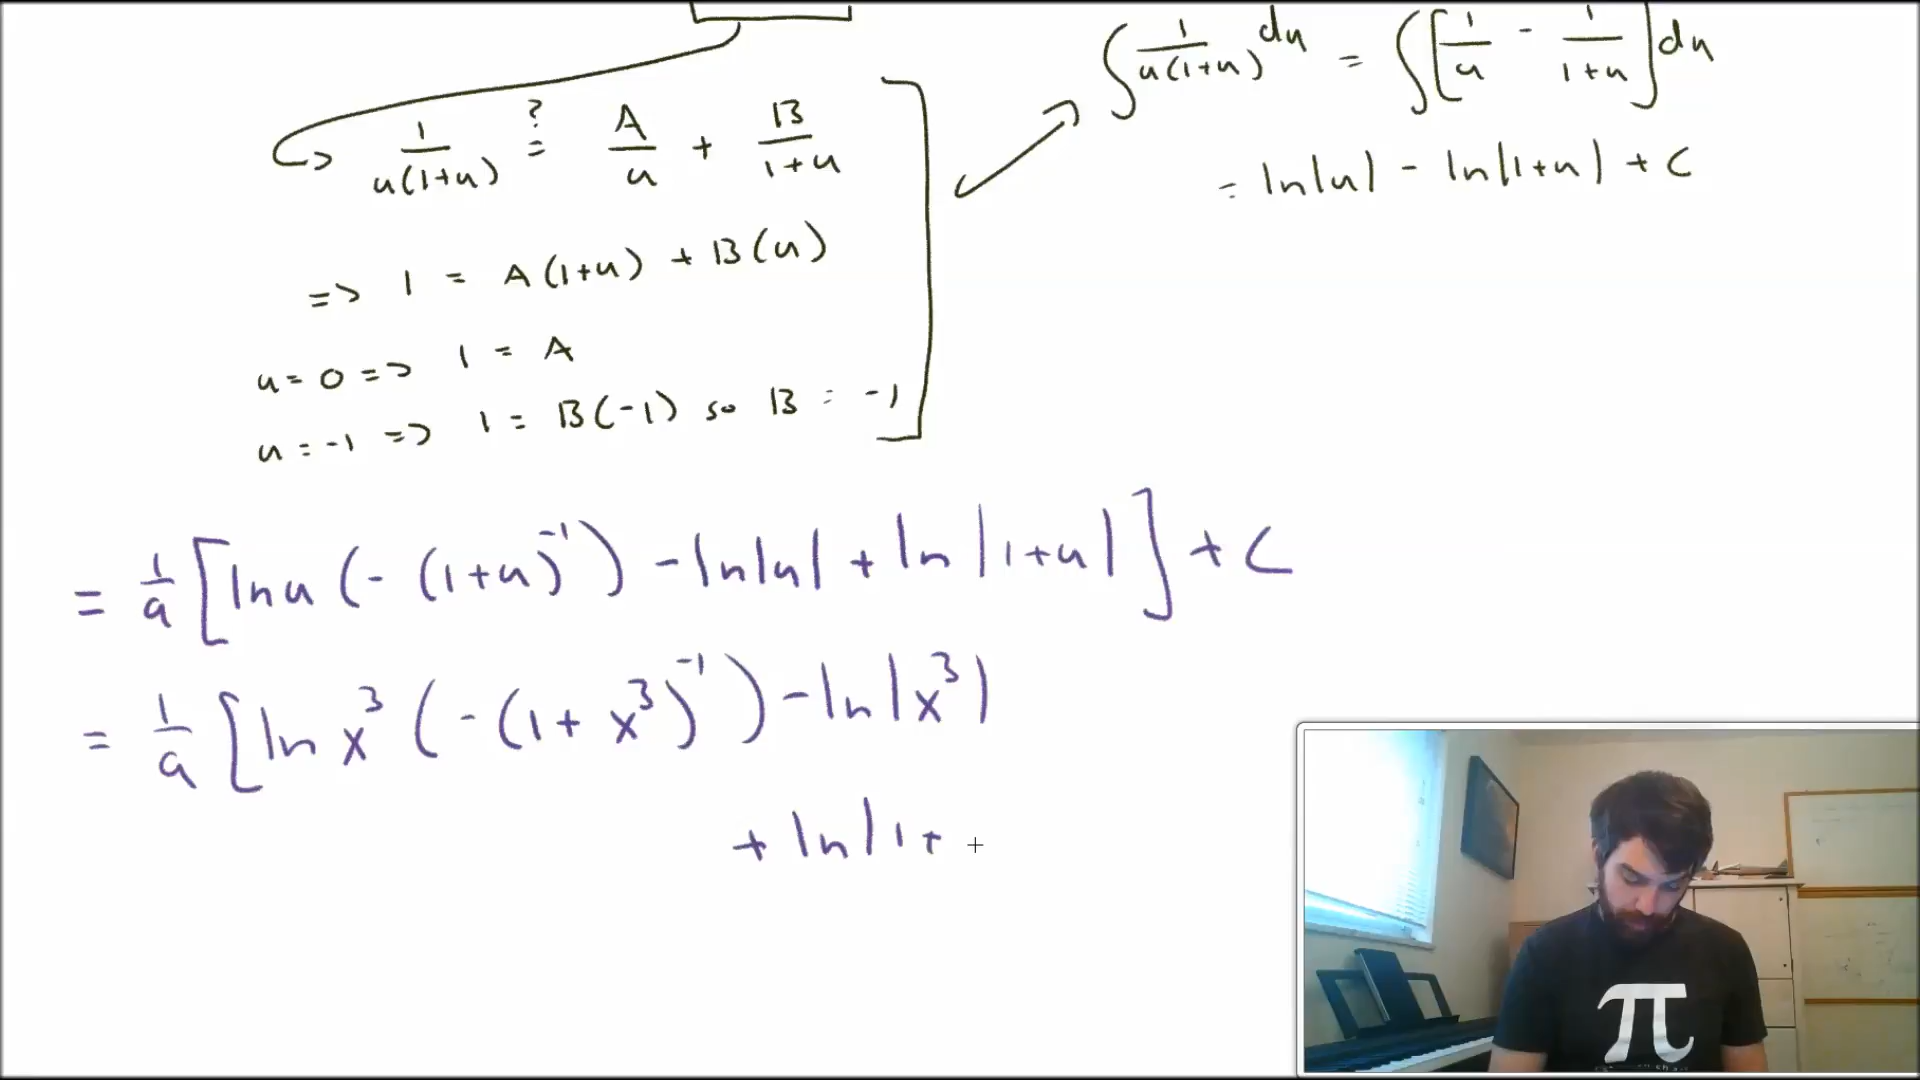 1/u(1+u) ?= A/u + B/1+u
=> 1 = A(1+u) + B(u)
u=0 => 1 = A
u=-1 => 1 = B(-1) so B = -1
∫ 1/u(1+u) du = ∫[1/u - 1/1+u]du
= ln|u| - ln|1+u| + C
= 1/9 [ln u (-(1+u)^-1) - ln|u| + ln|1+u|] + C
= 1/9 [ln x^3 (-(1+x^3)^-1) - ln|x^3|
+ ln|1+
π